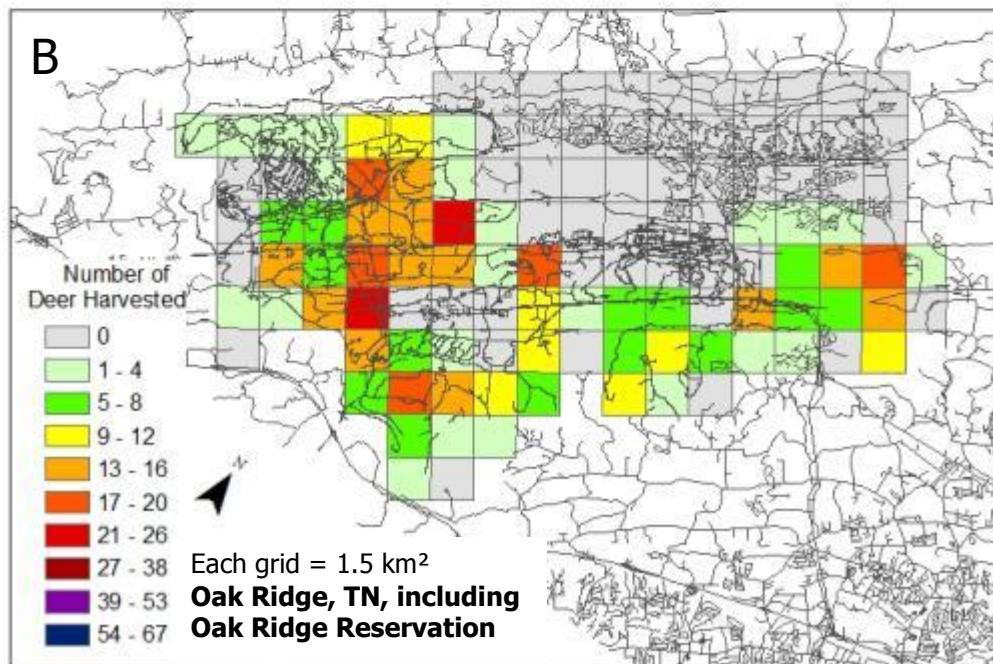 B
Number of
Deer Harvested
0
1 - 4
5 - 8
9 - 12
13 - 16
17 - 20
21 - 26
27 - 38
39 - 53
54 - 67
N
Each grid = 1.5 km²
Oak Ridge, TN, including
Oak Ridge Reservation